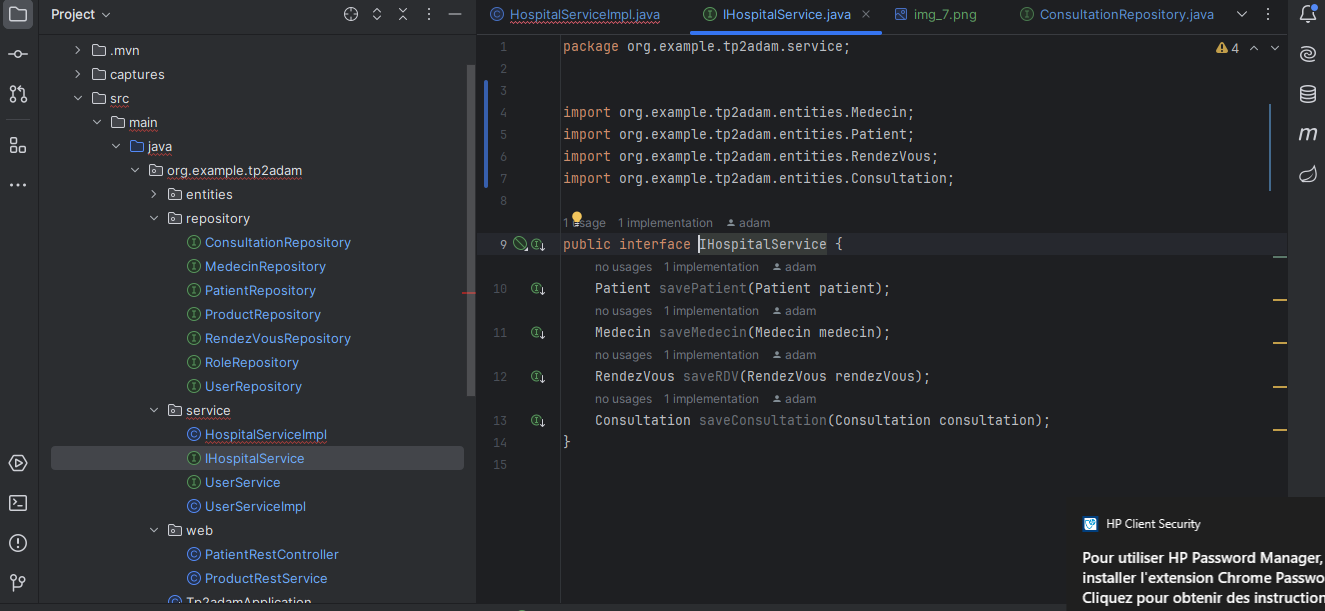 Project
HospitalServiceImpl.java
IHospitalService.java
img_7.png
ConsultationRepository.java
.mvn
captures
src
main
java
org.example.tp2adam
entities
repository
ConsultationRepository
MedecinRepository
PatientRepository
ProductRepository
RendezVousRepository
RoleRepository
UserRepository
service
HospitalServiceImpl
IHospitalService
UserService
UserServiceImpl
web
PatientRestController
ProductRestService
Tp2adamApplication
4
1 package org.example.tp2adam.service;
2
3
4 import org.example.tp2adam.entities.Medecin;
5 import org.example.tp2adam.entities.Patient;
6 import org.example.tp2adam.entities.RendezVous;
7 import org.example.tp2adam.entities.Consultation;
8
1 usage 1 implementation adam
9 public interface IHospitalService {
no usages 1 implementation adam
10 Patient savePatient(Patient patient);
no usages 1 implementation adam
11 Medecin saveMedecin(Medecin medecin);
no usages 1 implementation adam
12 RendezVous saveRDV(RendezVous rendezVous);
no usages 1 implementation adam
13 Consultation saveConsultation(Consultation consultation);
14 }
15
m
HP Client Security
Pour utiliser HP Password Manager,
installer l'extension Chrome Passwo
Cliquez pour obtenir des instruction